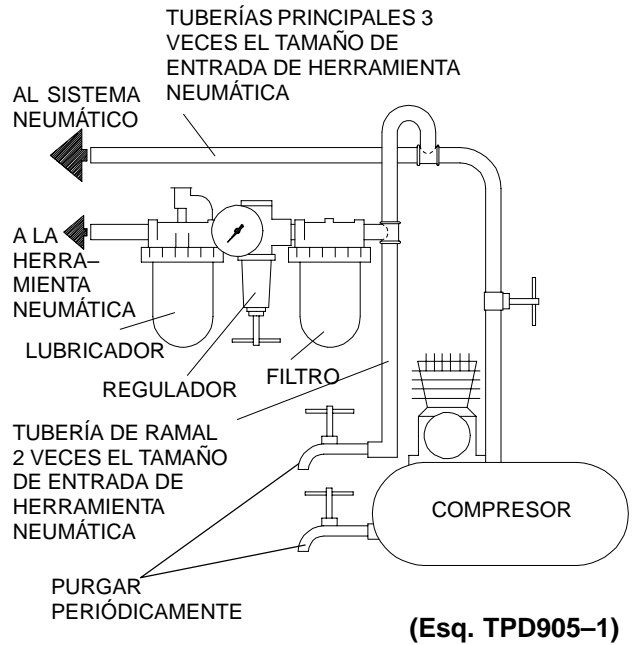 TUBERÍAS PRINCIPALES 3
VECES EL TAMAÑO DE
ENTRADA DE HERRAMIENTA
NEUMÁTICA
AL SISTEMA
NEUMÁTICO
A LA
HERRA–
MIENTA
NEUMÁTICA
LUBRICADOR
REGULADOR
FILTRO
TUBERÍA DE RAMAL
2 VECES EL TAMAÑO
DE ENTRADA DE
HERRAMIENTA
NEUMÁTICA
COMPRESOR
PURGAR
PERIÓDICAMENTE
(Esq. TPD905–1)